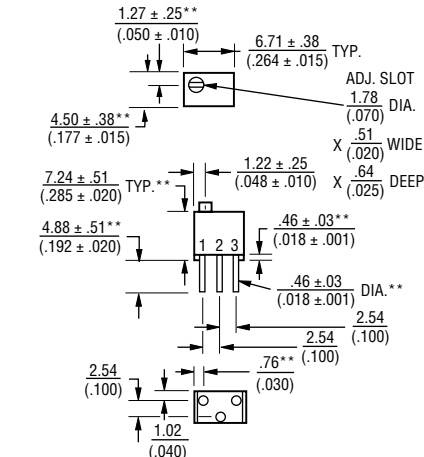 1.27 ± .25**
(.050 ± .010)
6.71 ± .38 TYP.
(.264 ± .015)
ADJ. SLOT
1.78 DIA.
(.070)
4.50 ± .38**
(.177 ± .015)
X .51 WIDE
(.020)
1.22 ± .25
(.048 ± .010)
X .64 DEEP
(.025)
7.24 ± .51 TYP.**
(.285 ± .020)
4.88 ± .51**
(.192 ± .020)
.46 ± .03**
(.018 ± .001)
1 2 3
.46 ± .03 DIA.**
(.018 ± .001)
2.54
(.100)
2.54
(.100)
2.54
(.100)
.76**
(.030)
1.02
(.040)